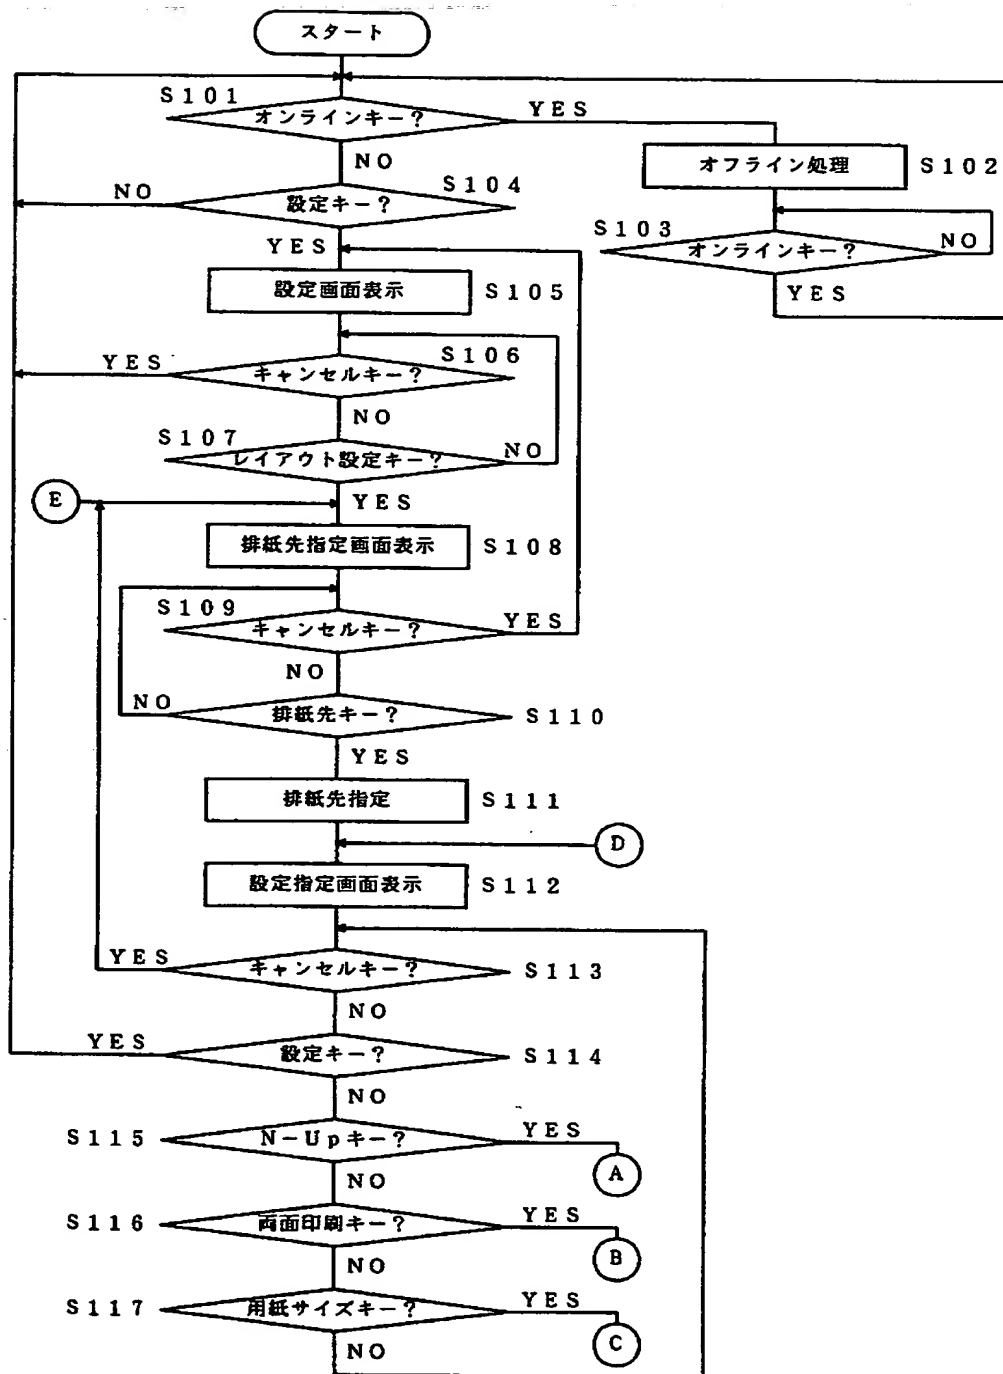 スタート
S101
オンラインキー?
YES
NO
オフライン処理
S102
S104
NO
設定キー?
YES
S103
オンラインキー?
NO
YES
設定画面表示
S105
S106
YES
キャンセルキー?
NO
S107
レイアウト設定キー?
NO
E
YES
排紙先指定画面表示
S108
S109
キャンセルキー?
YES
NO
NO
排紙先キー?
S110
YES
排紙先指定
S111
D
設定指定画面表示
S112
YES
キャンセルキー?
S113
NO
YES
設定キー?
S114
NO
S115
N-Upキー?
YES
A
NO
S116
両面印刷キー?
YES
B
NO
S117
用紙サイズキー?
YES
C
NO